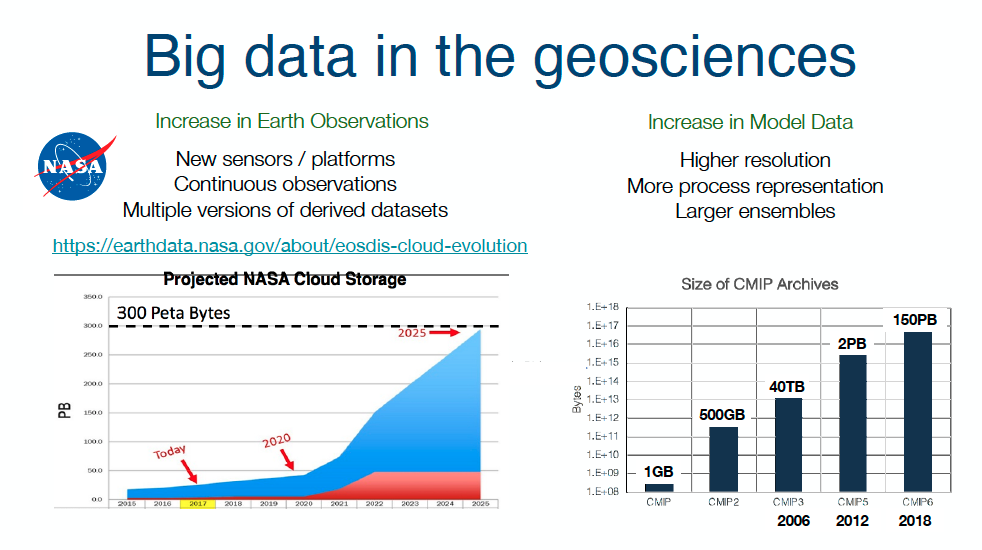 Big data in the geosciences
Increase in Earth Observations
NASA
New sensors / platforms
Continuous observations
Multiple versions of derived datasets
https://earthdata.nasa.gov/about/eosdis-cloud-evolution
Increase in Model Data
Higher resolution
More process representation
Larger ensembles
Projected NASA Cloud Storage
350.0
300 Peta Bytes
300.0
2025
250.0
200.0
PB
150.0
100.0
Today
2020
50.0
0.0
2015 2016 2017 2018 2019 2020 2021 2022 2023 2024 2025
Size of CMIP Archives
1.E+18
150PB
1.E+17
2PB
1.E+16
1.E+15
40TB
1.E+14
Bytes
1.E+13
500GB
1.E+12
1.E+11
1.E+10
1GB
1.E+09
1.E+08
CMIP CMIP2 CMIP3 CMIP5 CMIP6
2006 2012 2018